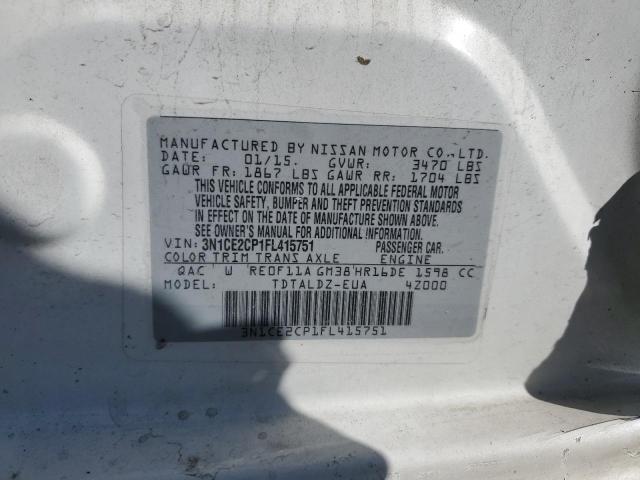 MANUFACTURED BY NISSAN MOTOR CO., LTD.
DATE: 01/15. GVWR: 3470 LBS
GAWR FR: 1867 LBS GAWR RR: 1704 LBS
THIS VEHICLE CONFORMS TO ALL APPLICABLE FEDERAL MOTOR
VEHICLE SAFETY, BUMPER AND THEFT PREVENTION STANDARDS
IN EFFECT ON THE DATE OF MANUFACTURE SHOWN ABOVE.
SEE OWNER'S MANUAL FOR ADDITIONAL INFORMATION.
VIN: 3N1CE2CP1FL415751 PASSENGER CAR.
COLOR TRIM TRANS AXLE ENGINE
QAC W RE0F11A GM38 HR16DE 1598 CC
MODEL: TDTALDZ-EUA 4Z000
3N1CE2CP1FL415751